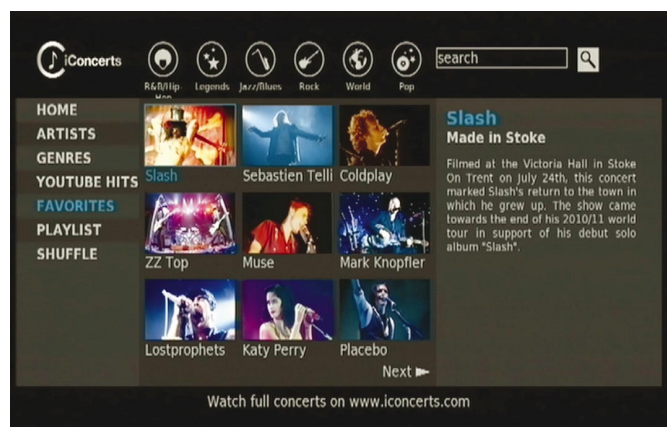 iConcerts
R&B/Hip-Hop
Legends
Jazz/Blues
Rock
World
Pop
search
HOME
ARTISTS
GENRES
YOUTUBE HITS
FAVORITES
PLAYLIST
SHUFFLE
Slash
Sebastien Telli
Coldplay
ZZ Top
Muse
Mark Knopfler
Lostprophets
Katy Perry
Placebo
Next
Slash
Made in Stoke
Filmed at the Victoria Hall in Stoke
On Trent on July 24th, this concert
marked Slash's return to the town in
which he grew up. The show came
towards the end of his 2010/11 world
tour in support of his debut solo
album "Slash".
Watch full concerts on www.iconcerts.com